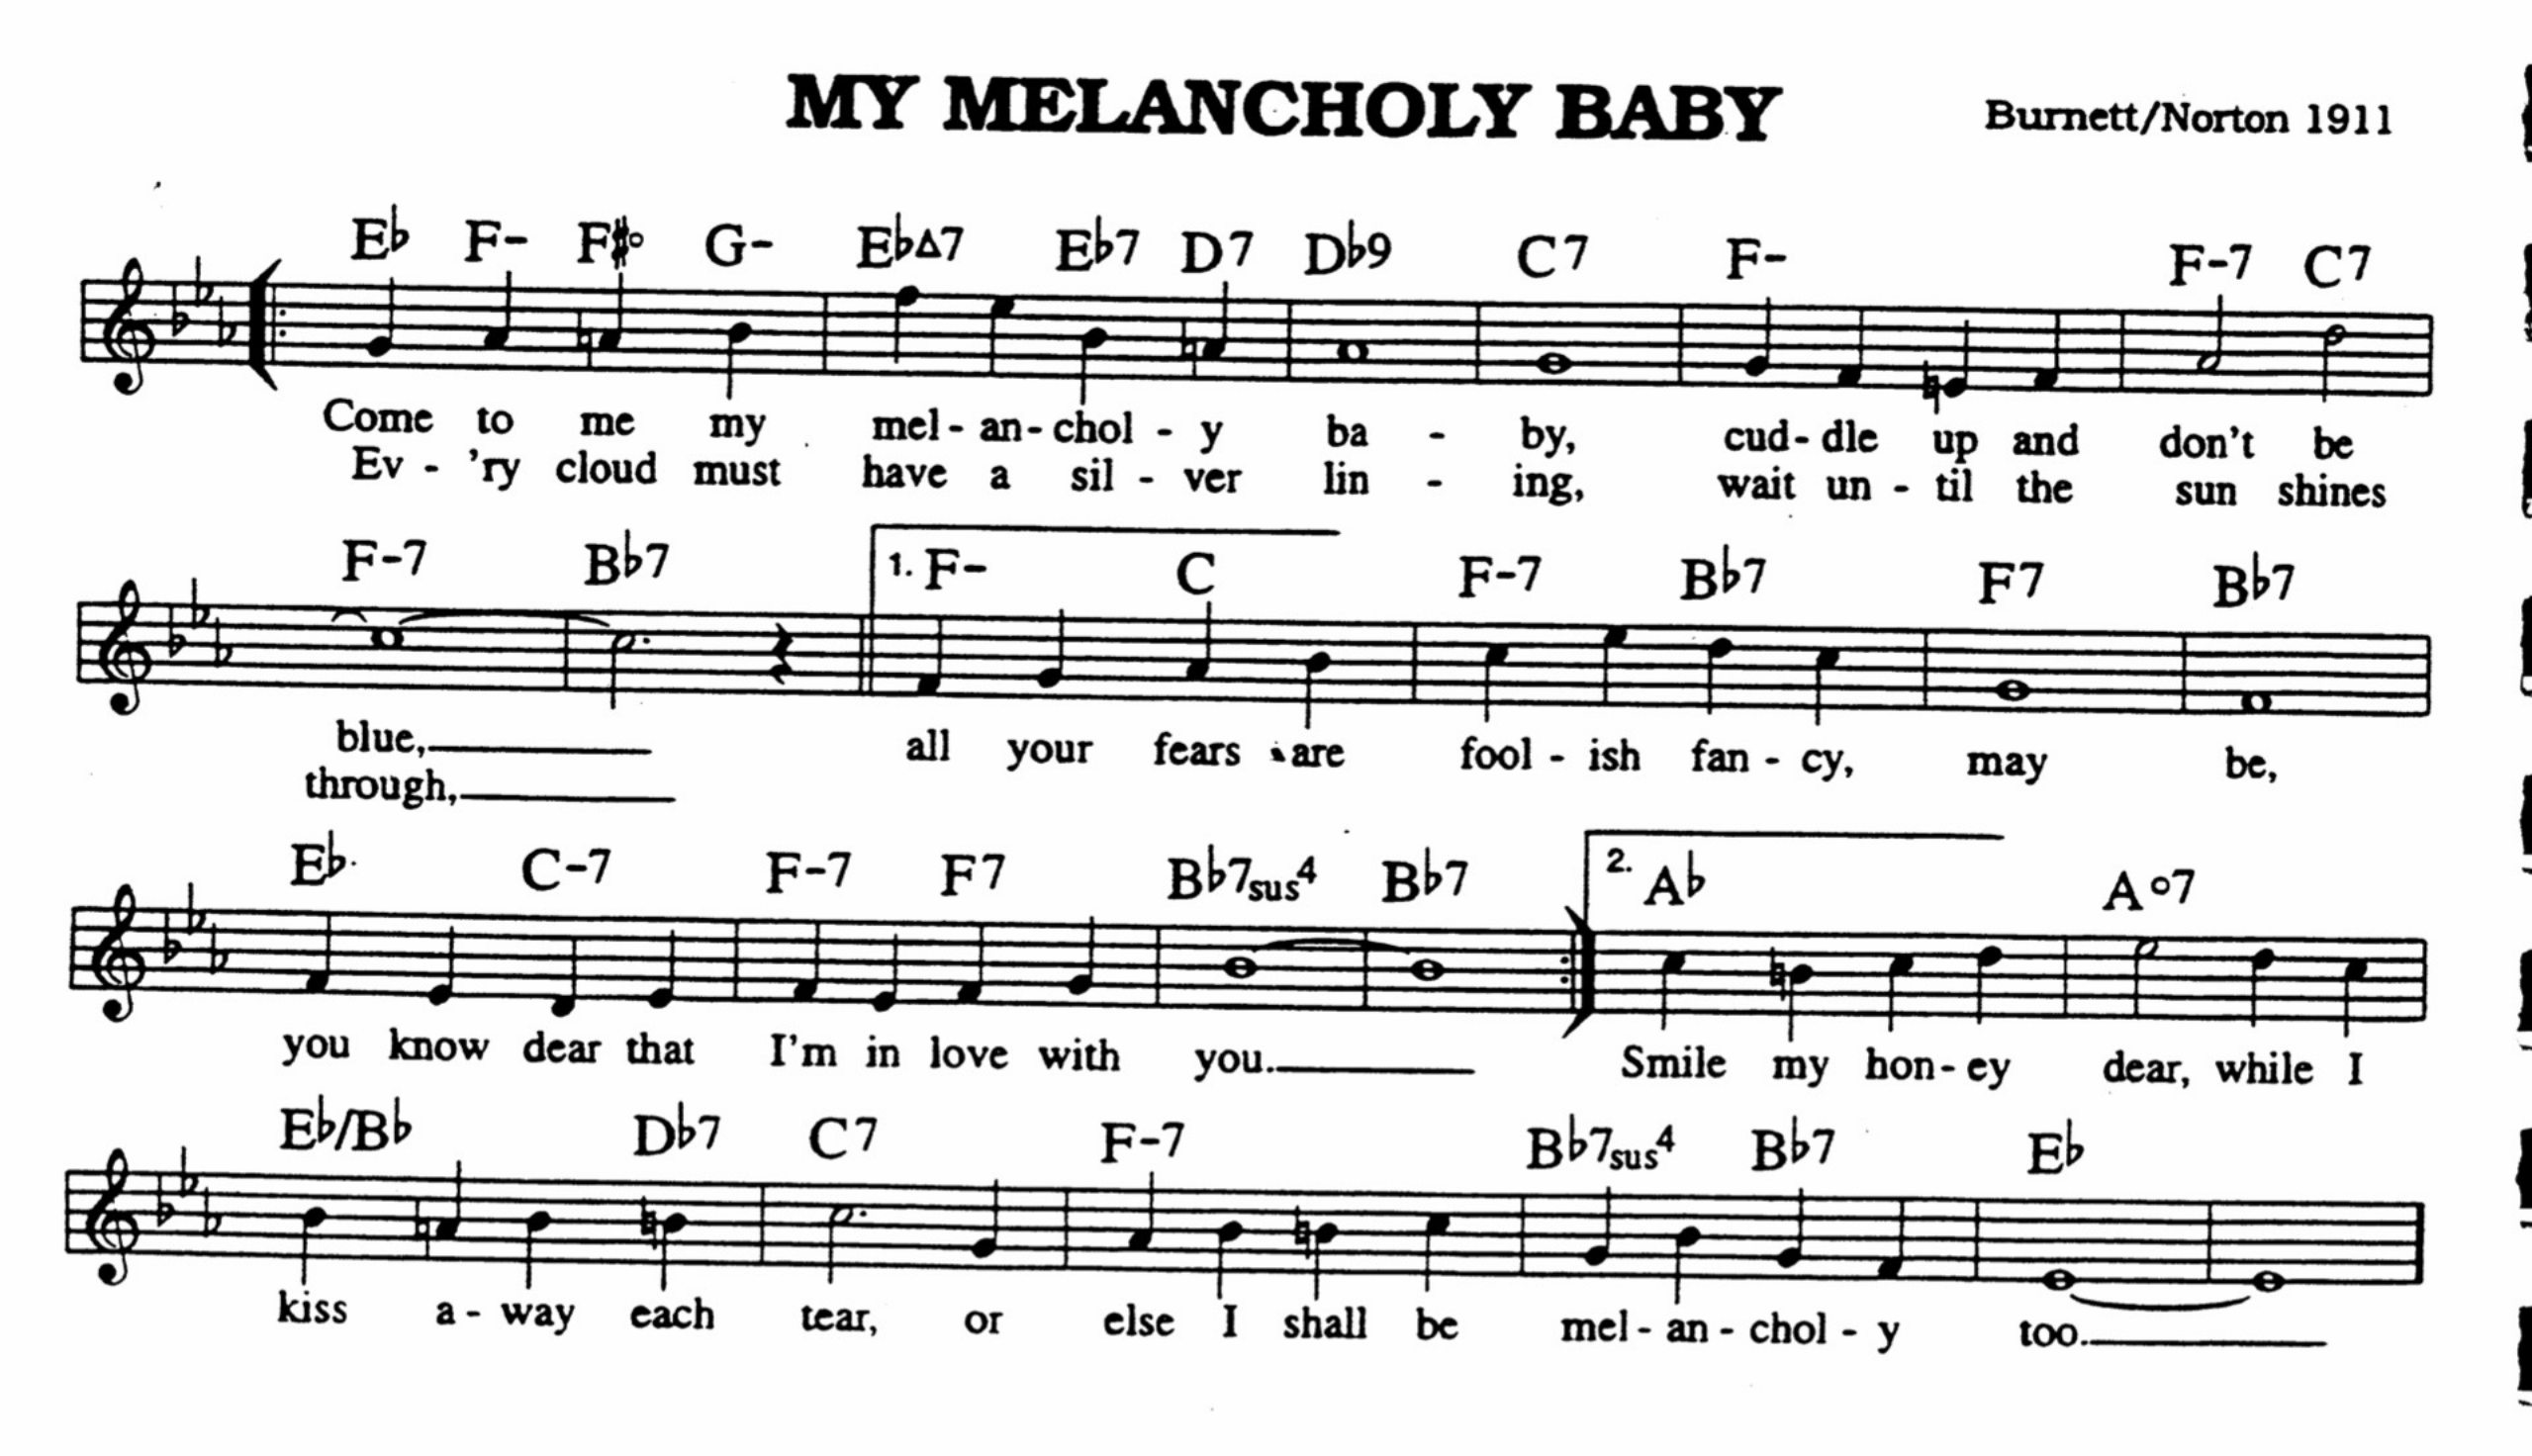 MY MELANCHOLY BABY
Burnett/Norton 1911
E♭ F- F♯° G- E♭Δ7 E♭7 D7 D♭9 C7 F- F-7 C7
Come to me my mel - an - chol - y ba - by, cud - dle up and don't be
Ev - 'ry cloud must have a sil - ver lin - ing, wait un - til the sun shines
F-7 B♭7 1. F- C F-7 B♭7 F7 B♭7
blue, all your fears are fool - ish fan - cy, may be,
through,
E♭ C-7 F-7 F7 B♭7sus4 B♭7 2. A♭ A°7
you know dear that I'm in love with you. Smile my hon - ey dear, while I
E♭/B♭ D♭7 C7 F-7 B♭7sus4 B♭7 E♭
kiss a - way each tear, or else I shall be mel - an - chol - y too.